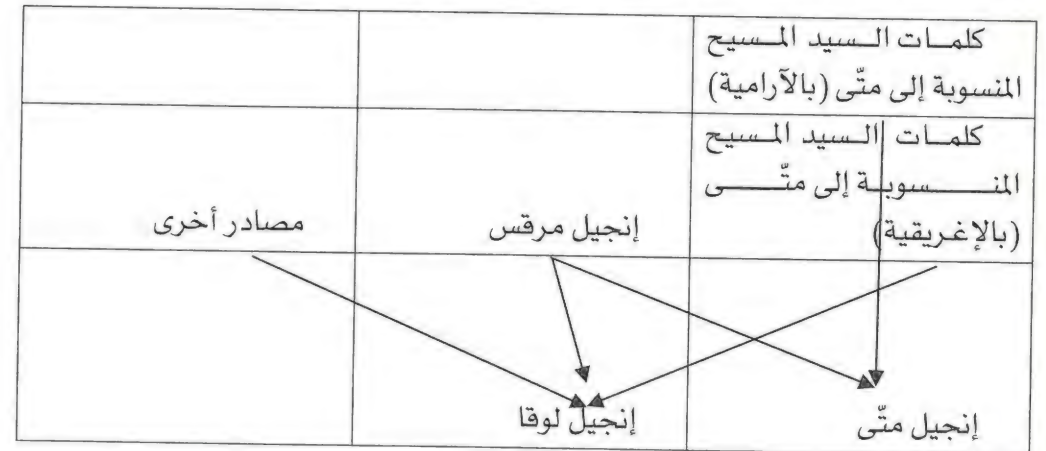 كلمات السيد المسيح
المنسوبة إلى متّى (بالآرامية)
كلمات السيد المسيح
المنسوبة إلى متّى
(بالإغريقية)
إنجيل مرقس
مصادر أخرى
إنجيل متّى
إنجيل لوقا